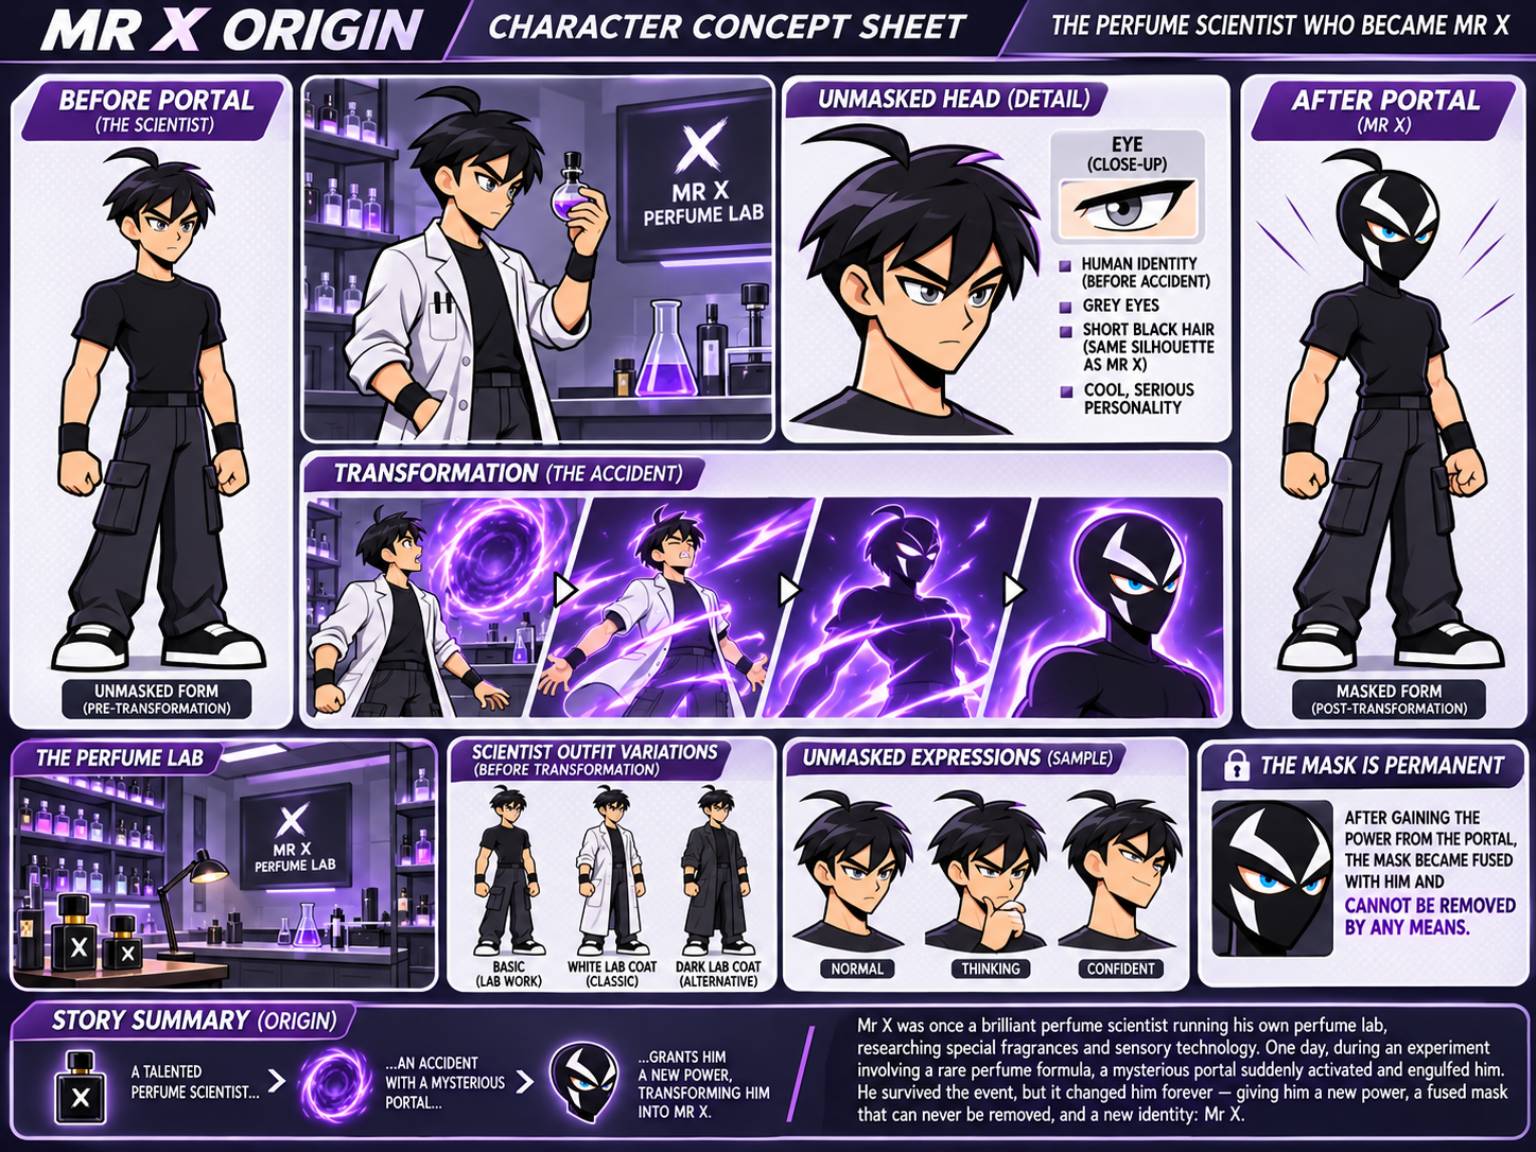 MR X ORIGIN
CHARACTER CONCEPT SHEET
THE PERFUME SCIENTIST WHO BECAME MR X
BEFORE PORTAL
(THE SCIENTIST)
UNMASKED FORM
(PRE-TRANSFORMATION)
X
MR X
PERFUME LAB
UNMASKED HEAD (DETAIL)
EYE
(CLOSE-UP)
HUMAN IDENTITY
(BEFORE ACCIDENT)
GREY EYES
SHORT BLACK HAIR
(SAME SILHOUETTE
AS MR X)
COOL, SERIOUS
PERSONALITY
AFTER PORTAL
(MR X)
MASKED FORM
(POST-TRANSFORMATION)
TRANSFORMATION (THE ACCIDENT)
THE PERFUME LAB
X
MR X
PERFUME LAB
X
X
SCIENTIST OUTFIT VARIATIONS
(BEFORE TRANSFORMATION)
BASIC
(LAB WORK)
WHITE LAB COAT
(CLASSIC)
DARK LAB COAT
(ALTERNATIVE)
UNMASKED EXPRESSIONS (SAMPLE)
NORMAL
THINKING
CONFIDENT
THE MASK IS PERMANENT
AFTER GAINING THE
POWER FROM THE PORTAL,
THE MASK BECAME FUSED
WITH HIM AND
CANNOT BE REMOVED
BY ANY MEANS.
STORY SUMMARY (ORIGIN)
X
A TALENTED
PERFUME SCIENTIST...
...AN ACCIDENT
WITH A MYSTERIOUS
PORTAL...
...GRANTS HIM
A NEW POWER,
TRANSFORMING HIM
INTO MR X.
Mr X was once a brilliant perfume scientist running his own perfume lab,
researching special fragrances and sensory technology. One day, during an experiment
involving a rare perfume formula, a mysterious portal suddenly activated and engulfed him.
He survived the event, but it changed him forever — giving him a new power, a fused mask
that can never be removed, and a new identity: Mr X.